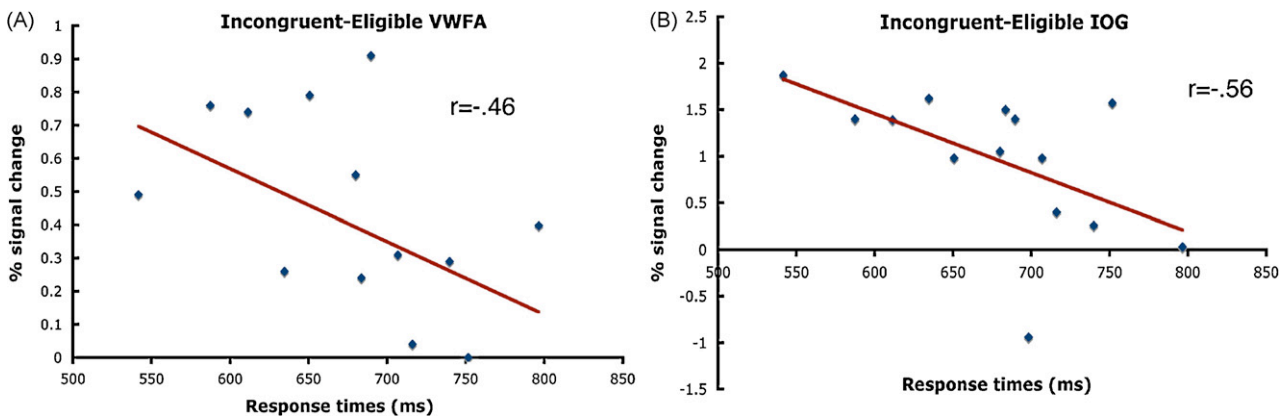 (A)
Incongruent-Eligible VWFA
1
0.9
0.8
0.7
0.6
0.5
0.4
0.3
0.2
0.1
0
% signal change
r=-.46
500 550 600 650 700 750 800 850
Response times (ms)
(B)
Incongruent-Eligible IOG
2.5
2
1.5
1
0.5
0
-0.5
-1
-1.5
% signal change
r=-.56
500 550 600 650 700 750 800 850
Response times (ms)